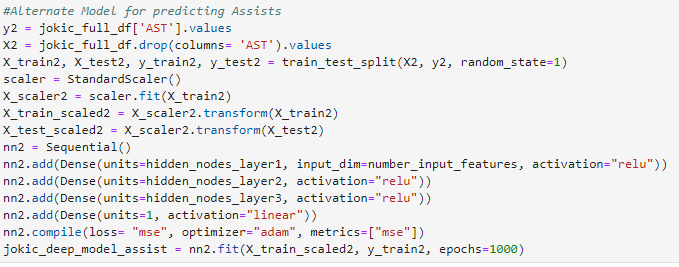 #Alternate Model for predicting Assists
y2 = jokic_full_df['AST'].values
X2 = jokic_full_df.drop(columns= 'AST').values
X_train2, X_test2, y_train2, y_test2 = train_test_split(X2, y2, random_state=1)
scaler = StandardScaler()
X_scaler2 = scaler.fit(X_train2)
X_train_scaled2 = X_scaler2.transform(X_train2)
X_test_scaled2 = X_scaler2.transform(X_test2)
nn2 = Sequential()
nn2.add(Dense(units=hidden_nodes_layer1, input_dim=number_input_features, activation="relu"))
nn2.add(Dense(units=hidden_nodes_layer2, activation="relu"))
nn2.add(Dense(units=hidden_nodes_layer3, activation="relu"))
nn2.add(Dense(units=1, activation="linear"))
nn2.compile(loss= "mse", optimizer="adam", metrics=["mse"])
jokic_deep_model_assist = nn2.fit(X_train_scaled2, y_train2, epochs=1000)